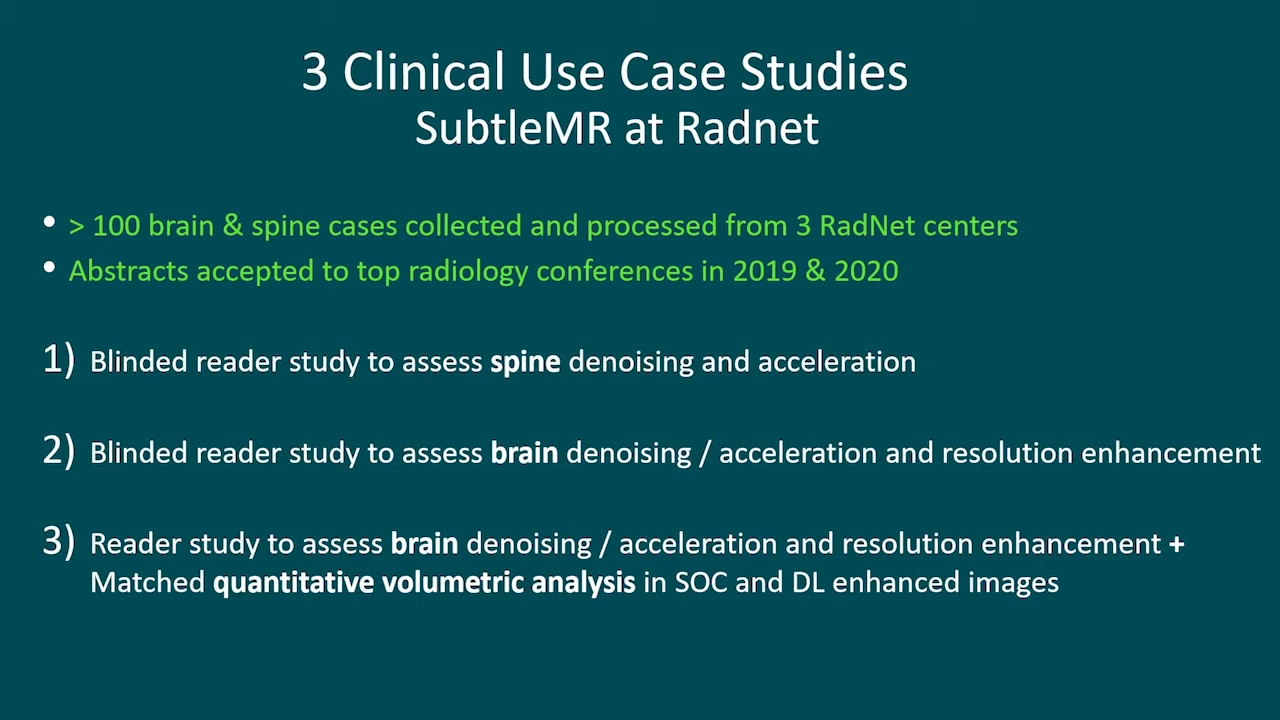 3 Clinical Use Case Studies
SubtleMR at Radnet
• > 100 brain & spine cases collected and processed from 3 RadNet centers
• Abstracts accepted to top radiology conferences in 2019 & 2020
1) Blinded reader study to assess spine denoising and acceleration
2) Blinded reader study to assess brain denoising / acceleration and resolution enhancement
3) Reader study to assess brain denoising / acceleration and resolution enhancement +
Matched quantitative volumetric analysis in SOC and DL enhanced images